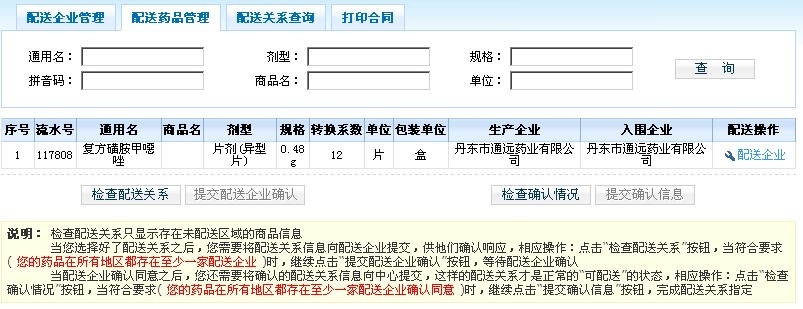 配送企业管理 配送药品管理 配送关系查询 打印合同
通用名： 剂型： 规格：
查 询
拼音码： 商品名： 单位：
序号 流水号 通用名 商品名 剂型 规格 转换系数 单位 包装单位 生产企业 入围企业 配送操作
1 117808 复方磺胺甲噁唑 片剂(异型片) 0.48g 12 片 盒 丹东市通远药业有限公司 丹东市通远药业有限公司 配送企业
检查配送关系 提交配送企业确认 检查确认情况 提交确认信息
说明： 检查配送关系只显示存在未配送区域的商品信息
当您选择好了配送关系之后，您需要将配送关系信息向配送企业提交，供他们确认响应，相应操作：点击“检查配送关系”按钮，当符合要求
( 您的药品在所有地区都存在至少一家配送企业 )时，继续点击“提交配送企业确认”按钮，等待配送企业确认
当配送企业确认同意之后，您还需要将确认的配送关系信息向中心提交，这样的配送关系才是正常的“可配送”的状态，相应操作：点击“检查
确认情况”按钮，当符合要求( 您的药品在所有地区都存在至少一家配送企业确认同意 )时，继续点击“提交确认信息”按钮，完成配送关系指定